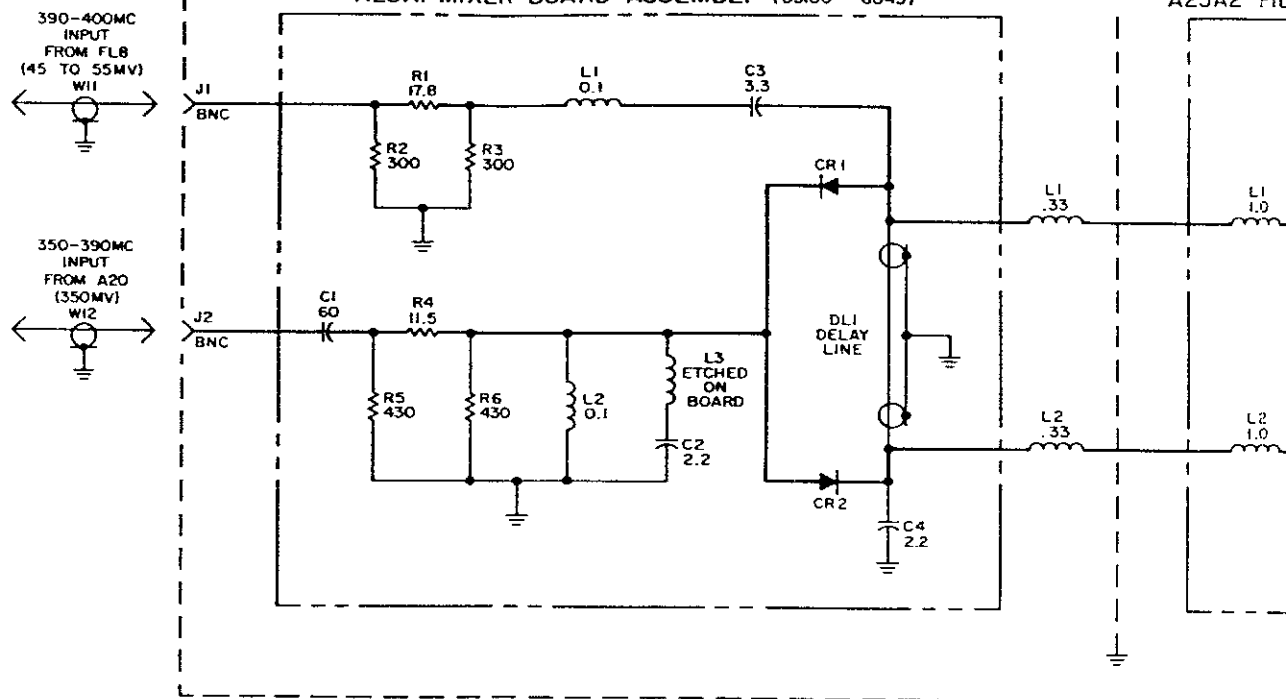 390-400MC
INPUT
FROM FL8
(45 TO 55MV)
W11
J1
BNC
R1
17.8
R2
300
R3
300
L1
0.1
C3
3.3
CR1
L1
.33
L1
1.0
350-390MC
INPUT
FROM A20
(350MV)
W12
J2
BNC
C1
60
R4
11.5
R5
430
R6
430
L2
0.1
L3
ETCHED
ON
BOARD
C2
2.2
DL1
DELAY
LINE
CR2
C4
2.2
L2
.33
L2
1.0
MIXER BOARD ASSEMBLY